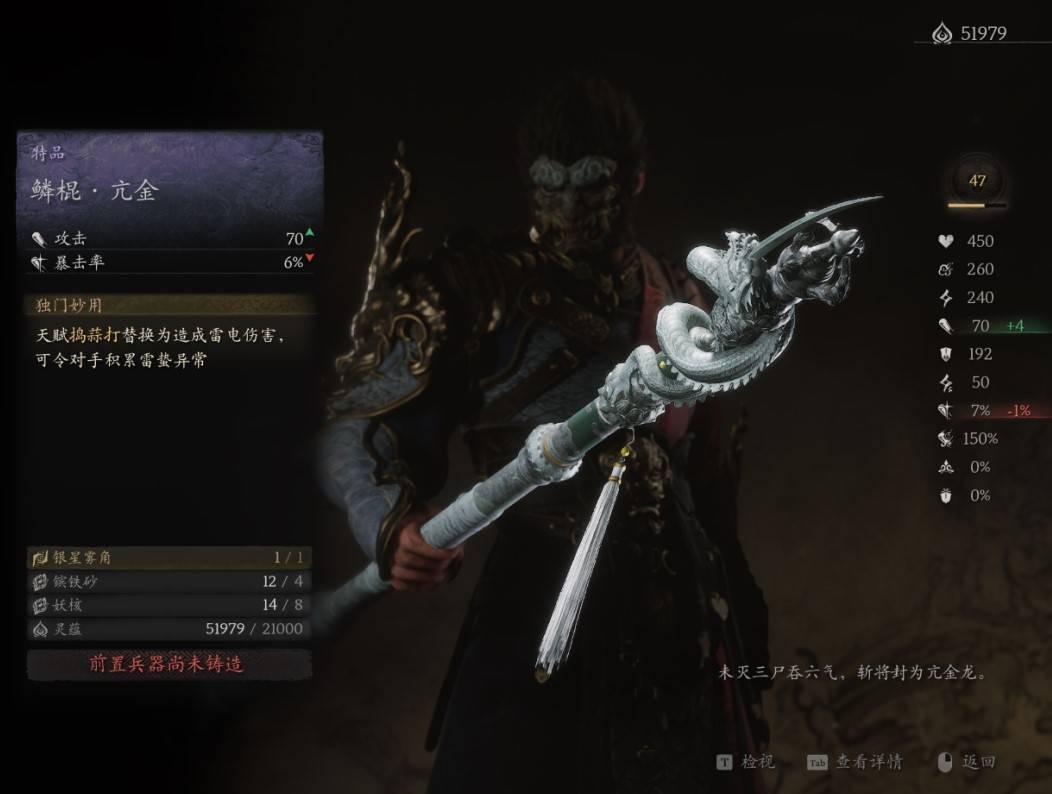 51979
特品
鳞棍·亢金
攻击 70
暴击率 6%
独门妙用
天赋捣蒜打替换为造成雷电伤害，
可令对手积累雷蛰异常
银星雾角 1 / 1
镔铁砂 12 / 4
妖核 14 / 8
灵蕴 51979 / 21000
前置兵器尚未铸造
47
450
260
240
70 +4
192
50
7% -1%
150%
0%
0%
未灭三尸吞六气，斩将封为亢金龙。
T 检视 Tab 查看详情 返回